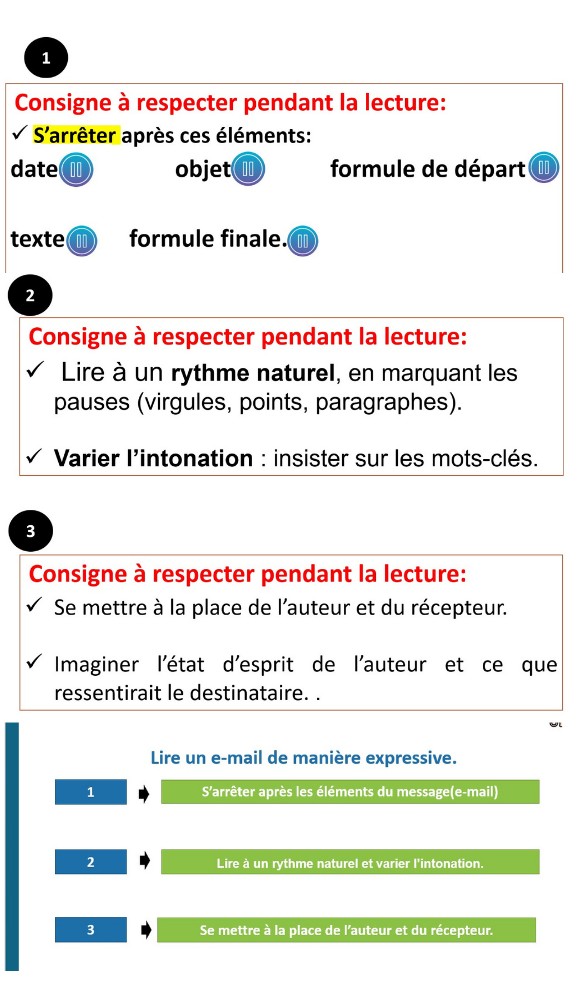 1
Consigne à respecter pendant la lecture:
✓ S'arrêter après ces éléments:
date objet formule de départ
texte formule finale.
2
Consigne à respecter pendant la lecture:
✓ Lire à un rythme naturel, en marquant les
pauses (virgules, points, paragraphes).
✓ Varier l'intonation : insister sur les mots-clés.
3
Consigne à respecter pendant la lecture:
✓ Se mettre à la place de l'auteur et du récepteur.
✓ Imaginer l'état d'esprit de l'auteur et ce que
ressentirait le destinataire. .
Lire un e-mail de manière expressive.
1 S'arrêter après les éléments du message(e-mail)
2 Lire à un rythme naturel et varier l'intonation.
3 Se mettre à la place de l'auteur et du récepteur.